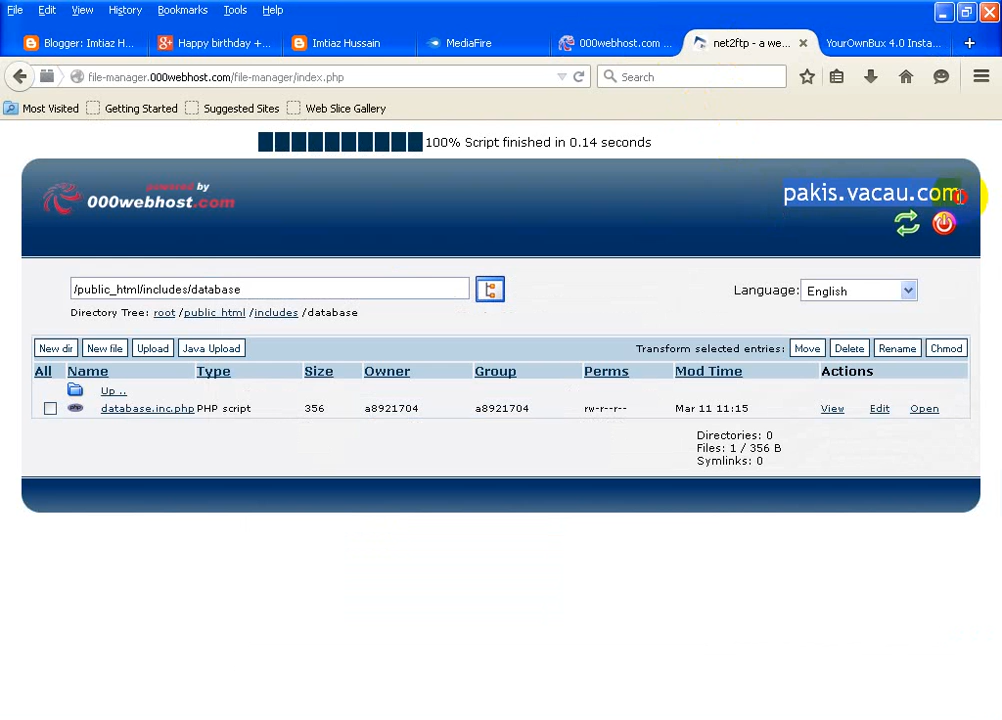 File Edit View History Bookmarks Tools Help
Blogger: Imtiaz H... Happy birthday +... Imtiaz Hussain MediaFire 000webhost.com ... net2ftp - a we... YourOwnBux 4.0 Insta...
file-manager.000webhost.com/file-manager/index.php Search
Most Visited Getting Started Suggested Sites Web Slice Gallery
100% Script finished in 0.14 seconds
powered by
000webhost.com
pakis.vacau.com
/public_html/includes/database
Language: English
Directory Tree: root /public_html /includes /database
New dir New file Upload Java Upload Transform selected entries: Move Delete Rename Chmod
All Name Type Size Owner Group Perms Mod Time Actions
Up ..
database.inc.php PHP script 356 a8921704 a8921704 rw-r--r-- Mar 11 11:15 View Edit Open
Directories: 0
Files: 1 / 356 B
Symlinks: 0